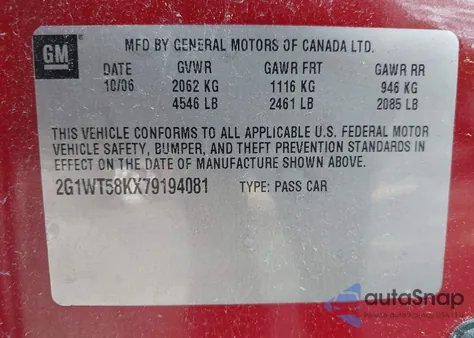 GM
MFD BY GENERAL MOTORS OF CANADA LTD.
DATE GVWR GAWR FRT GAWR RR
10/06 2062 KG 1116 KG 946 KG
4546 LB 2461 LB 2085 LB
THIS VEHICLE CONFORMS TO ALL APPLICABLE U.S. FEDERAL MOTOR
VEHICLE SAFETY, BUMPER, AND THEFT PREVENTION STANDARDS IN
EFFECT ON THE DATE OF MANUFACTURE SHOWN ABOVE.
2G1WT58KX79194081 TYPE: PASS CAR
autoSnap